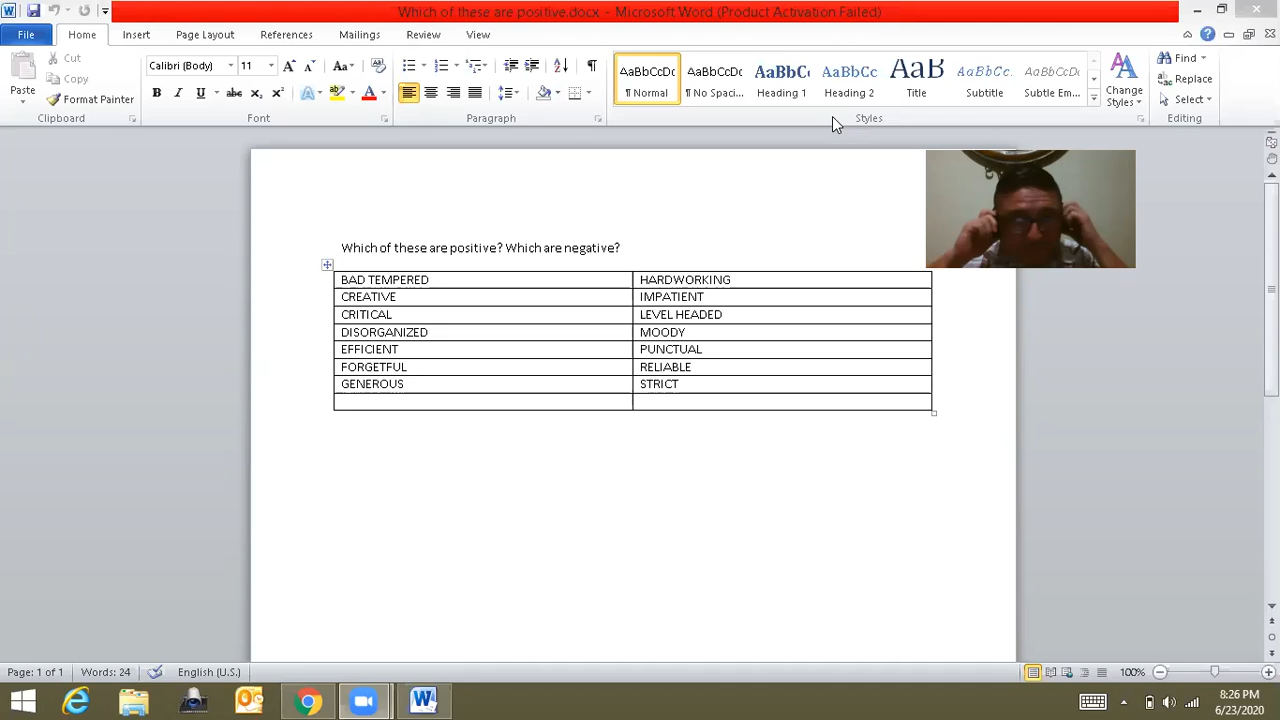 Which of these are positive.docx - Microsoft Word (Product Activation Failed)
File Home Insert Page Layout References Mailings Review View
Paste
Cut
Copy
Format Painter
Clipboard
Calibri (Body) 11
Font
Paragraph
AaBbCcDc AaBbCcDc AaBbC AaBbCc AaB AaBbCc. AaBbCcDc
¶ Normal ¶ No Spaci... Heading 1 Heading 2 Title Subtitle Subtle Em...
Change
Styles
Styles
Find
Replace
Select
Editing
Which of these are positive? Which are negative?
BAD TEMPERED HARDWORKING
CREATIVE IMPATIENT
CRITICAL LEVEL HEADED
DISORGANIZED MOODY
EFFICIENT PUNCTUAL
FORGETFUL RELIABLE
GENEROUS STRICT
Page: 1 of 1 Words: 24 English (U.S.) 100%
8:26 PM
6/23/2020